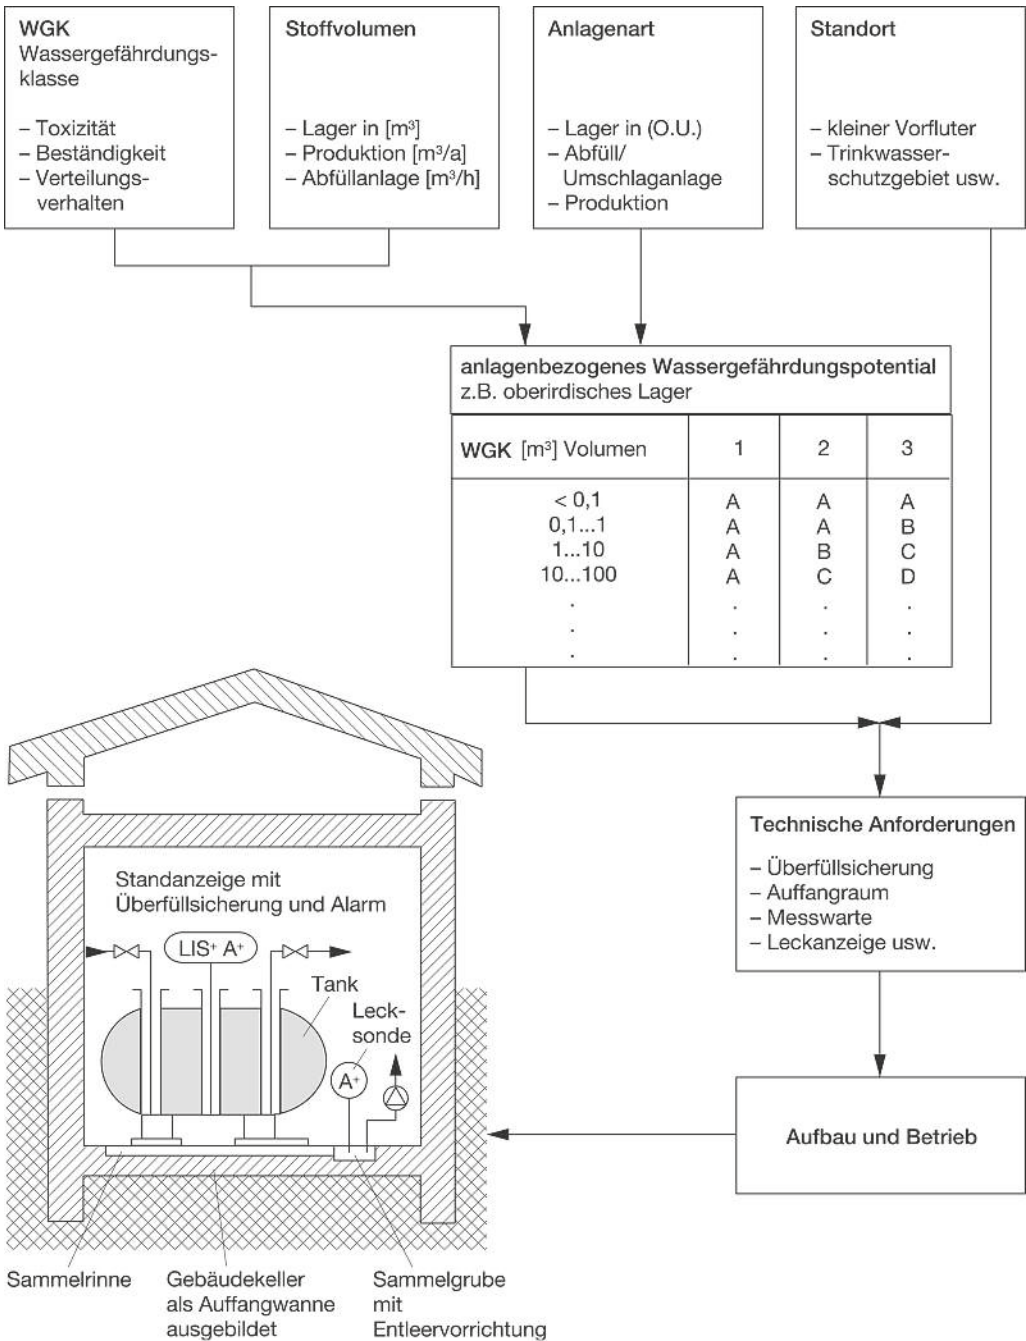 WGK
Wassergefährdungs-
klasse
– Toxizität
– Beständigkeit
– Verteilungs-
verhalten
Stoffvolumen
– Lager in [m³]
– Produktion [m³/a]
– Abfüllanlage [m³/h]
Anlagenart
– Lager in (O.U.)
– Abfüll/
Umschlaganlage
– Produktion
Standort
– kleiner Vorfluter
– Trinkwasser-
schutzgebiet usw.
anlagenbezogenes Wassergefährdungspotential
z.B. oberirdisches Lager
WGK [m³] Volumen 1 2 3
< 0,1 A A A
0,1...1 A A B
1...10 A B C
10...100 A C D
. . . .
. . . .
. . . .
Technische Anforderungen
– Überfüllsicherung
– Auffangraum
– Messwarte
– Leckanzeige usw.
Aufbau und Betrieb
Standanzeige mit
Überfüllsicherung und Alarm
LIS⁺ A⁺
Tank
Leck-
sonde
A⁺
Sammelrinne
Gebäudekeller
als Auffangwanne
ausgebildet
Sammelgrube
mit
Entleervorrichtung